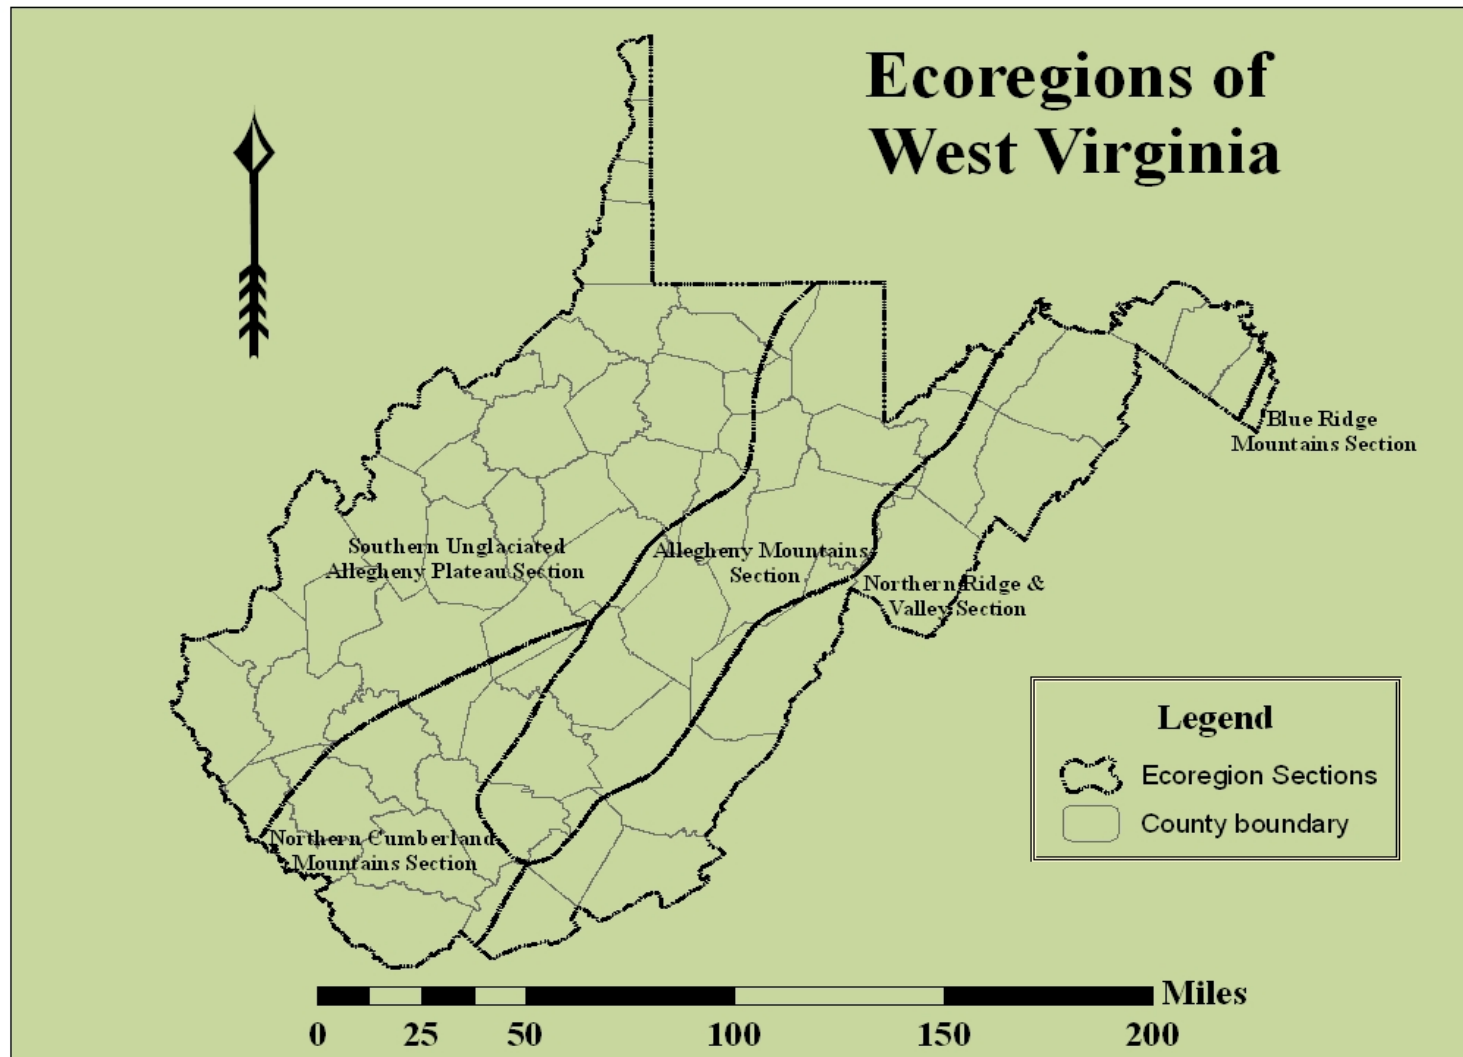 Ecoregions of
West Virginia
Blue Ridge
Mountains Section
Southern Unglaciated
Allegheny Plateau Section
Allegheny Mountains
Section
Northern Ridge &
Valley Section
Legend
Ecoregion Sections
County boundary
Northern Cumberland
Mountains Section
Miles
0 25 50 100 150 200